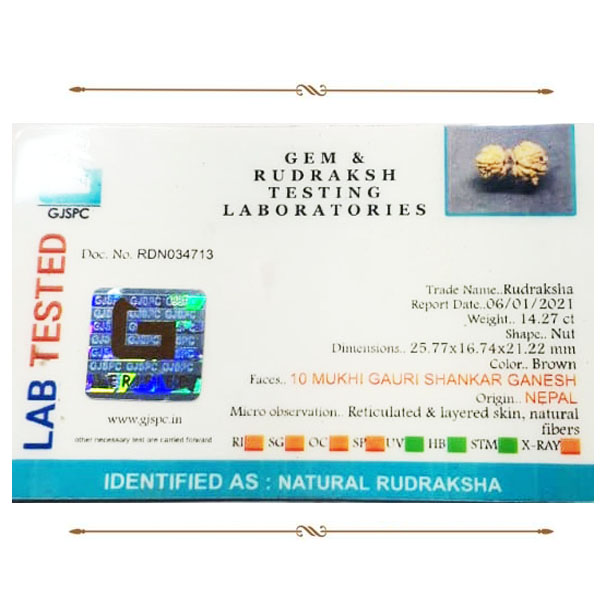 GJSPC
LAB TESTED
GEM &
RUDRAKSH
TESTING
LABORATORIES
Doc. No. RDN034713
GJSPC GJSPC GJSPC
G
www.gjspc.in
other necessary test are carried forward
Trade Name..Rudraksha
Report Date..06/01/2021
Weight.. 14.27 ct
Shape.. Nut
Dimensions.. 25.77x16.74x21.22 mm
Color.. Brown
Faces.. 10 MUKHI GAURI SHANKAR GANESH
Origin.. NEPAL
Micro observation.. Reticulated & layered skin, natural
fibers
RI SG OC SP UV HB STM X-RAY
IDENTIFIED AS : NATURAL RUDRAKSHA